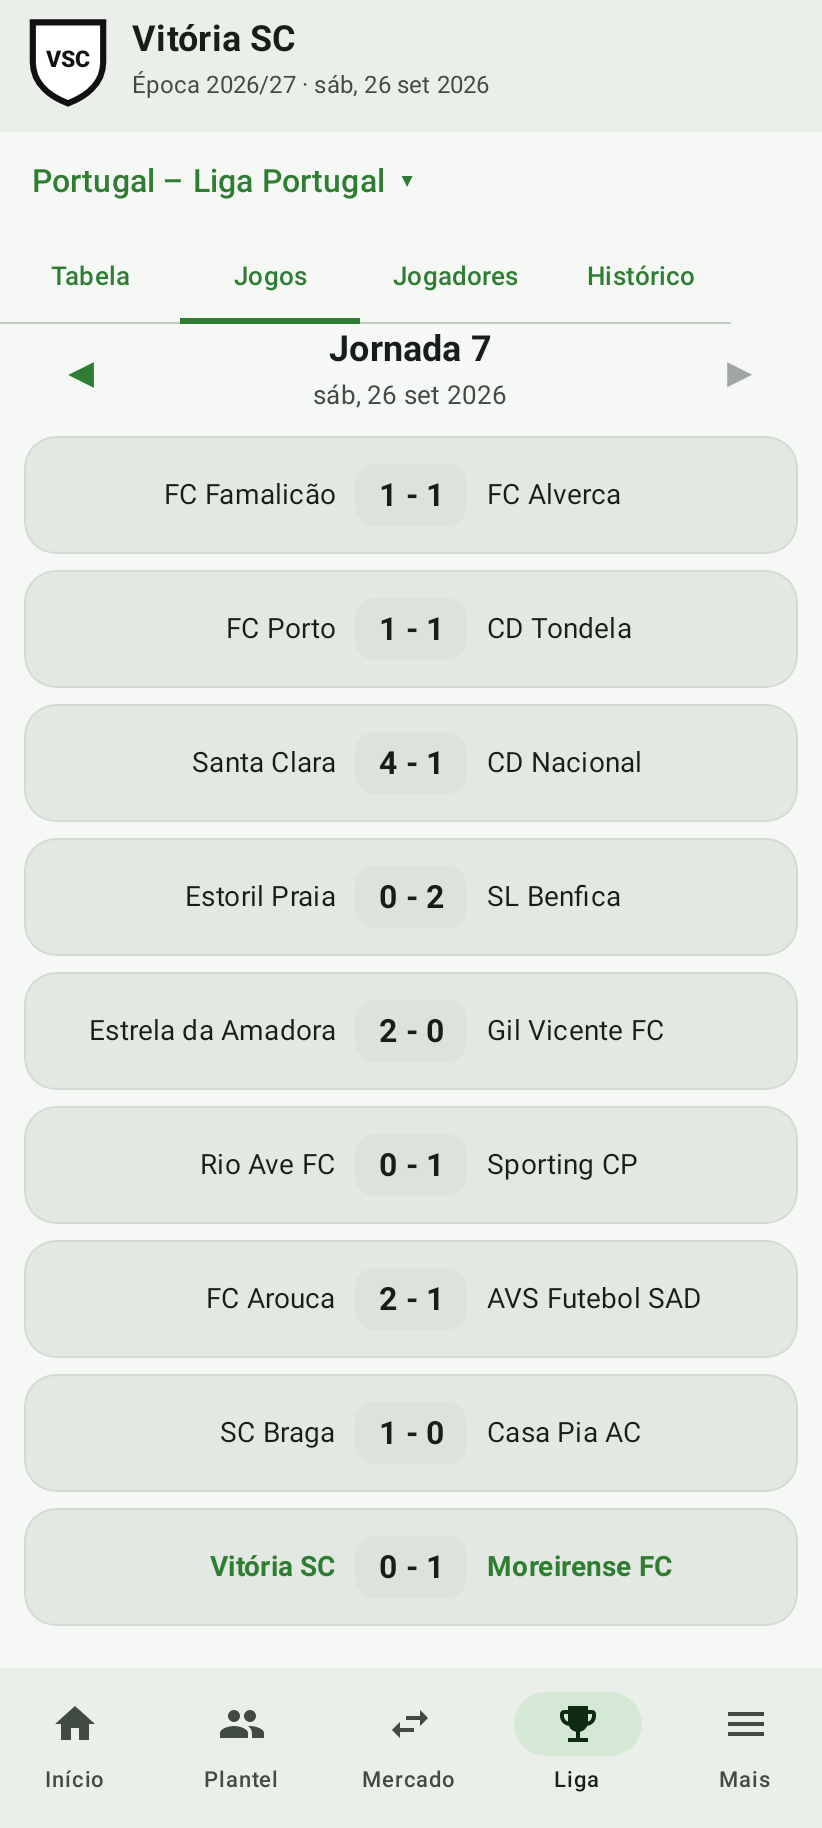 VSC
Vitória SC
Época 2026/27 · sáb, 26 set 2026
Portugal – Liga Portugal ▼
Tabela Jogos Jogadores Histórico
Jornada 7
sáb, 26 set 2026
FC Famalicão 1 - 1 FC Alverca
FC Porto 1 - 1 CD Tondela
Santa Clara 4 - 1 CD Nacional
Estoril Praia 0 - 2 SL Benfica
Estrela da Amadora 2 - 0 Gil Vicente FC
Rio Ave FC 0 - 1 Sporting CP
FC Arouca 2 - 1 AVS Futebol SAD
SC Braga 1 - 0 Casa Pia AC
Vitória SC 0 - 1 Moreirense FC
Início Plantel Mercado Liga Mais